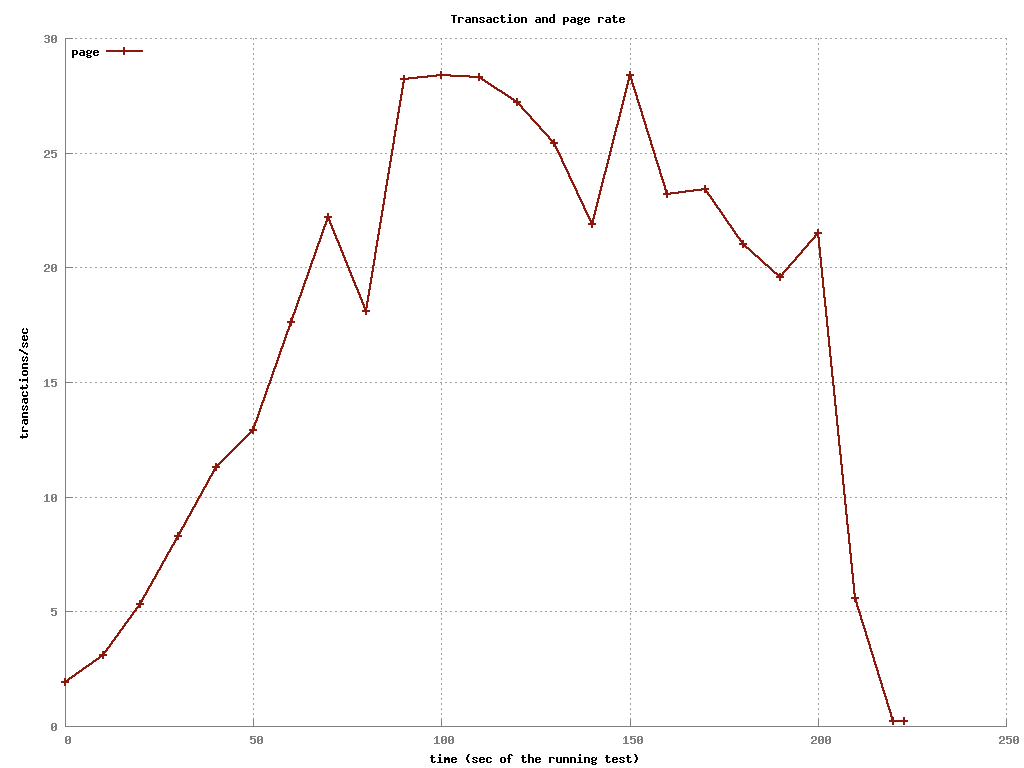 Transaction and page rate
30
page
25
20
15
10
5
0
transactions/sec
0 50 100 150 200 250
time (sec of the running test)